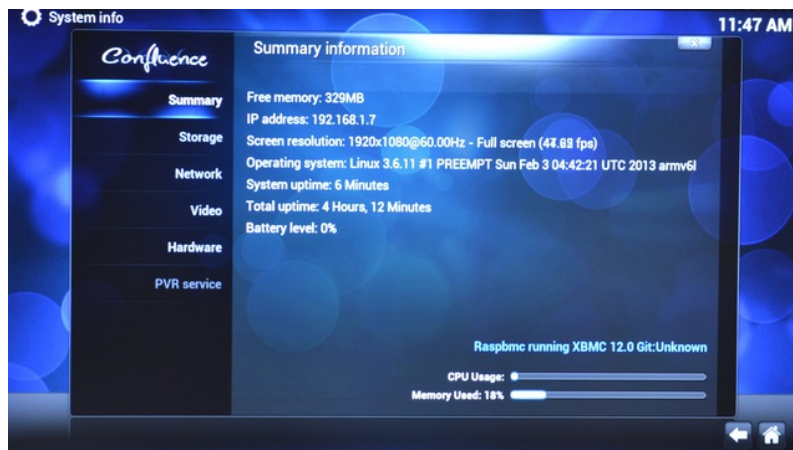 System info
11:47 AM
Confluence
Summary information
Summary
Storage
Network
Video
Hardware
PVR service
Free memory: 329MB
IP address: 192.168.1.7
Screen resolution: 1920x1080@60.00Hz - Full screen
Operating system: Linux 3.6.11 #1 PREEMPT Sun Feb 3 04:42:21 UTC 2013 armv6l
System uptime: 6 Minutes
Total uptime: 4 Hours, 12 Minutes
Battery level: 0%
Raspbmc running XBMC 12.0 Git:Unknown
CPU Usage:
Memory Used: 18%